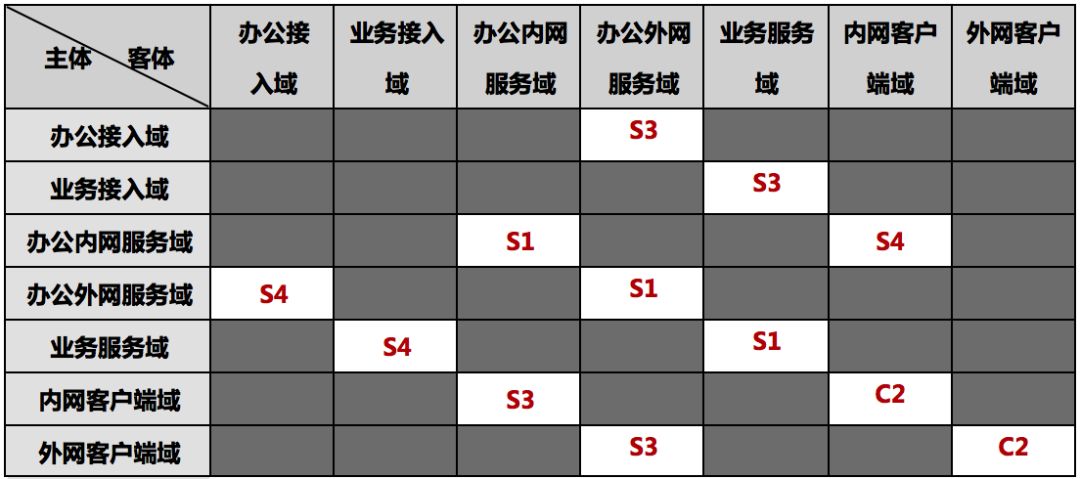 主体 客体 办公接入域 业务接入域 办公内网服务域 办公外网服务域 业务服务域 内网客户端域 外网客户端域
办公接入域 S3
业务接入域 S3
办公内网服务域 S1 S4
办公外网服务域 S4 S1
业务服务域 S4 S1
内网客户端域 S3 C2
外网客户端域 S3 C2